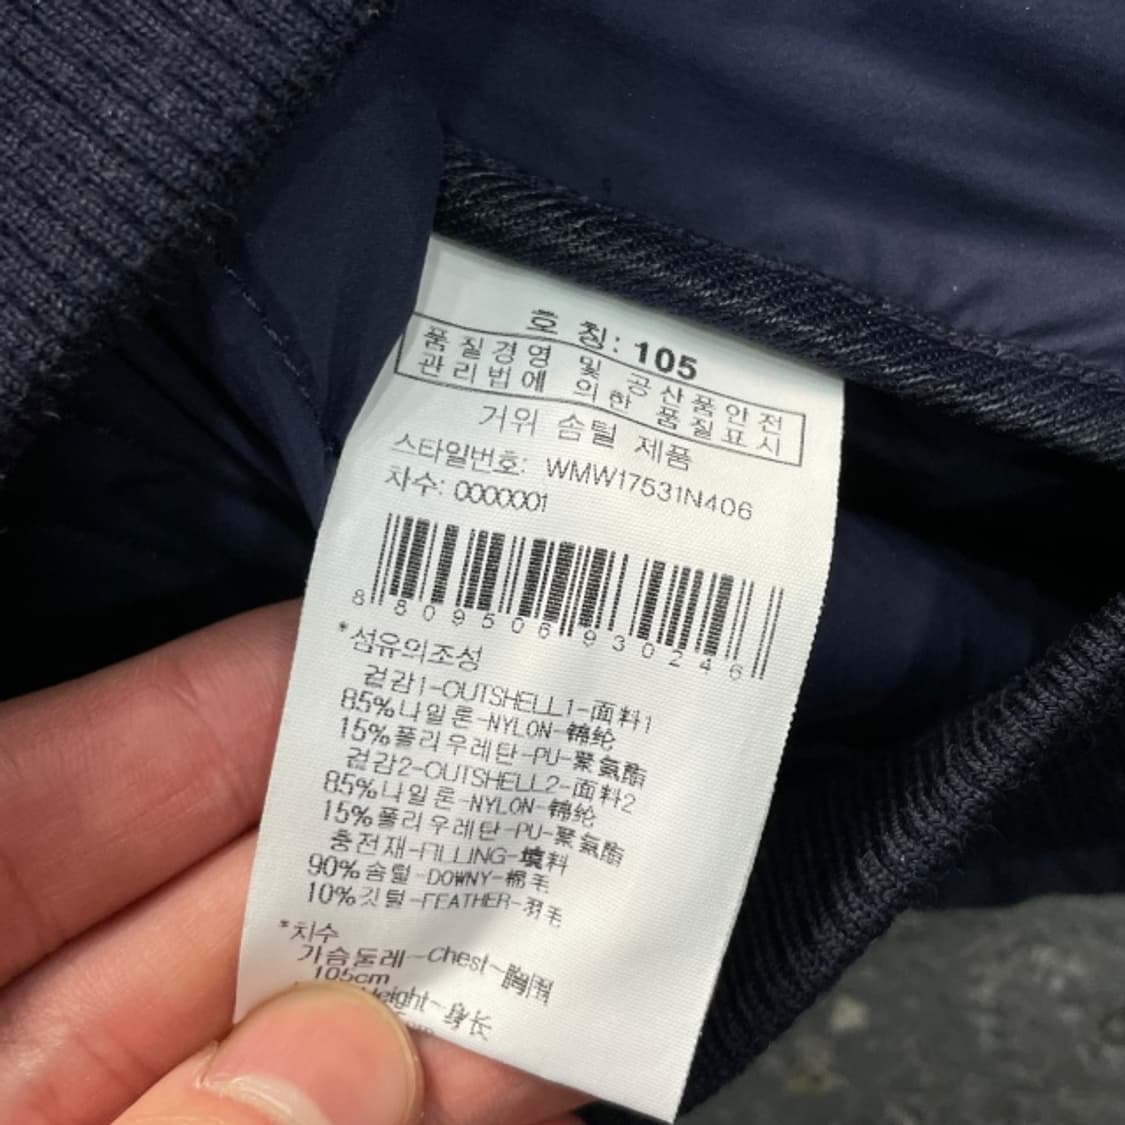 호 칭: 105
품질경영 및 공산품안전
관리법에 의한 품질표시
거위 솜털 제품
스타일번호: WMW17531N406
차수: 0000001
8 809506 930246
*섬유의조성
겉감1-OUTSHELL1-面料1
85%나일론-NYLON-锦纶
15%폴리우레탄-PU-聚氨酯
겉감2-OUTSHELL2-面料2
85%나일론-NYLON-锦纶
15%폴리우레탄-PU-聚氨酯
충전재-FILLING-填料
90%솜털-DOWNY-棉毛
10%깃털-FEATHER-羽毛
*치수
가슴둘레-Chest-胸围
105cm
Height-身长